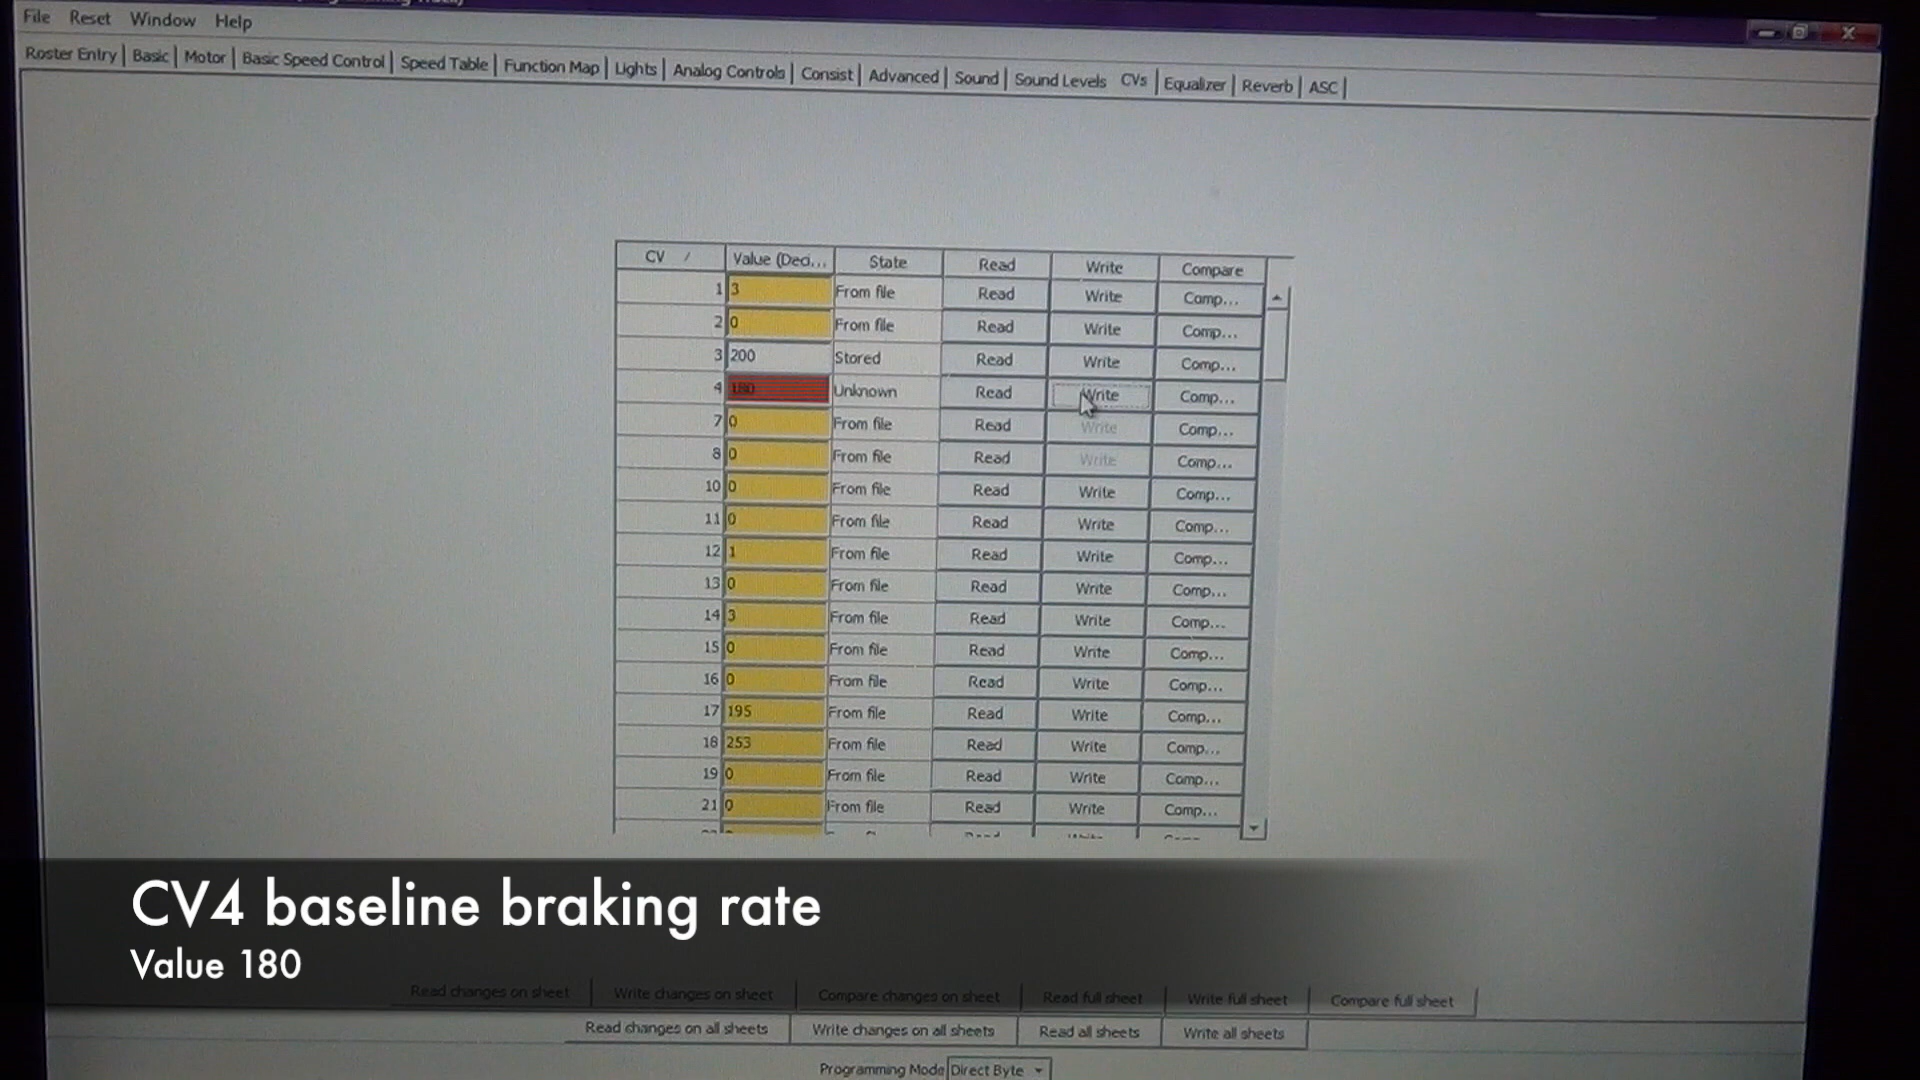 File Reset Window Help
Roster Entry Basic Motor Basic Speed Control Speed Table Function Map Lights Analog Controls Consist Advanced Sound Sound Levels CVs Equalizer Reverb ASC
CV / Value (Deci... State Read Write Compare
1 3 From file Read Write Comp...
2 0 From file Read Write Comp...
3 200 Stored Read Write Comp...
4 180 Unknown Read Write Comp...
7 0 From file Read Write Comp...
8 0 From file Read Write Comp...
10 0 From file Read Write Comp...
11 0 From file Read Write Comp...
12 1 From file Read Write Comp...
13 0 From file Read Write Comp...
14 3 From file Read Write Comp...
15 0 From file Read Write Comp...
16 0 From file Read Write Comp...
17 195 From file Read Write Comp...
18 253 From file Read Write Comp...
19 0 From file Read Write Comp...
21 0 From file Read Write Comp...
CV4 baseline braking rate
Value 180
Read changes on sheet Write changes on sheet Compare changes on sheet Read full sheet Write full sheet Compare full sheet
Read changes on all sheets Write changes on all sheets Read all sheets Write all sheets
Programming Mode Direct Byte